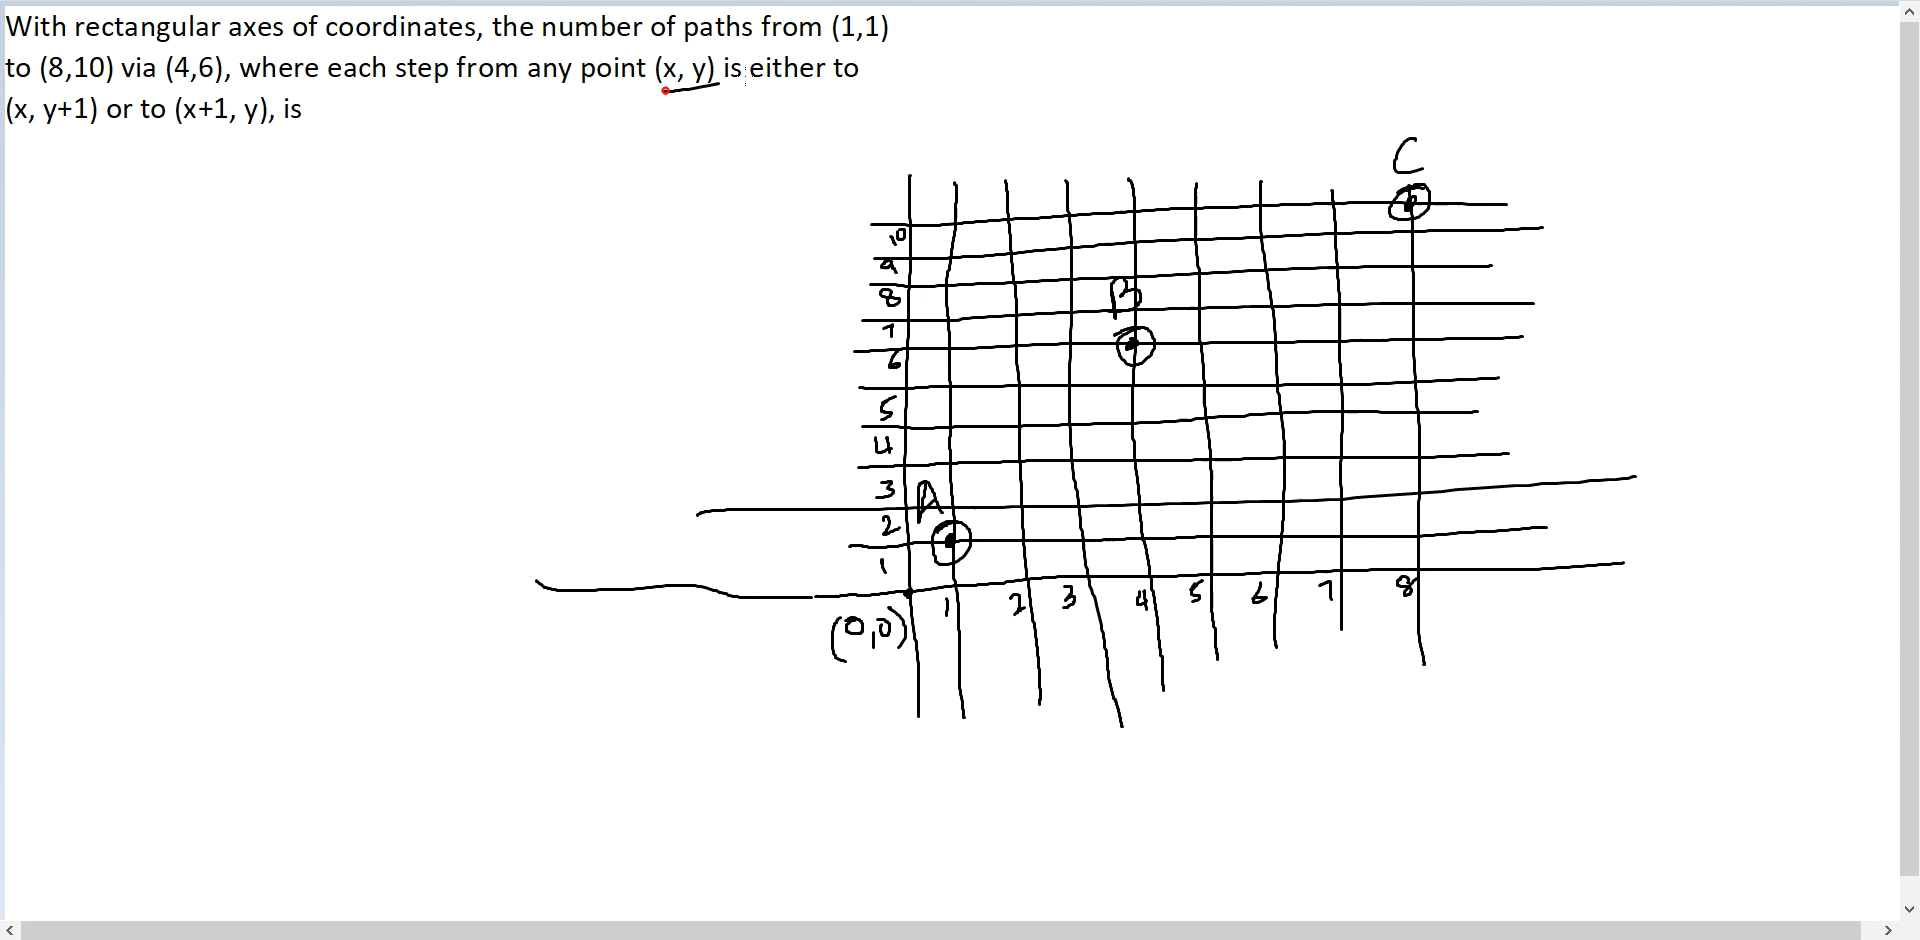 With rectangular axes of coordinates, the number of paths from (1,1)
to (8,10) via (4,6), where each step from any point (x, y) is either to
(x, y+1) or to (x+1, y), is
C
10
9
8
B
7
6
5
4
3 A
2
1
(0,0) 1 2 3 4 5 6 7 8